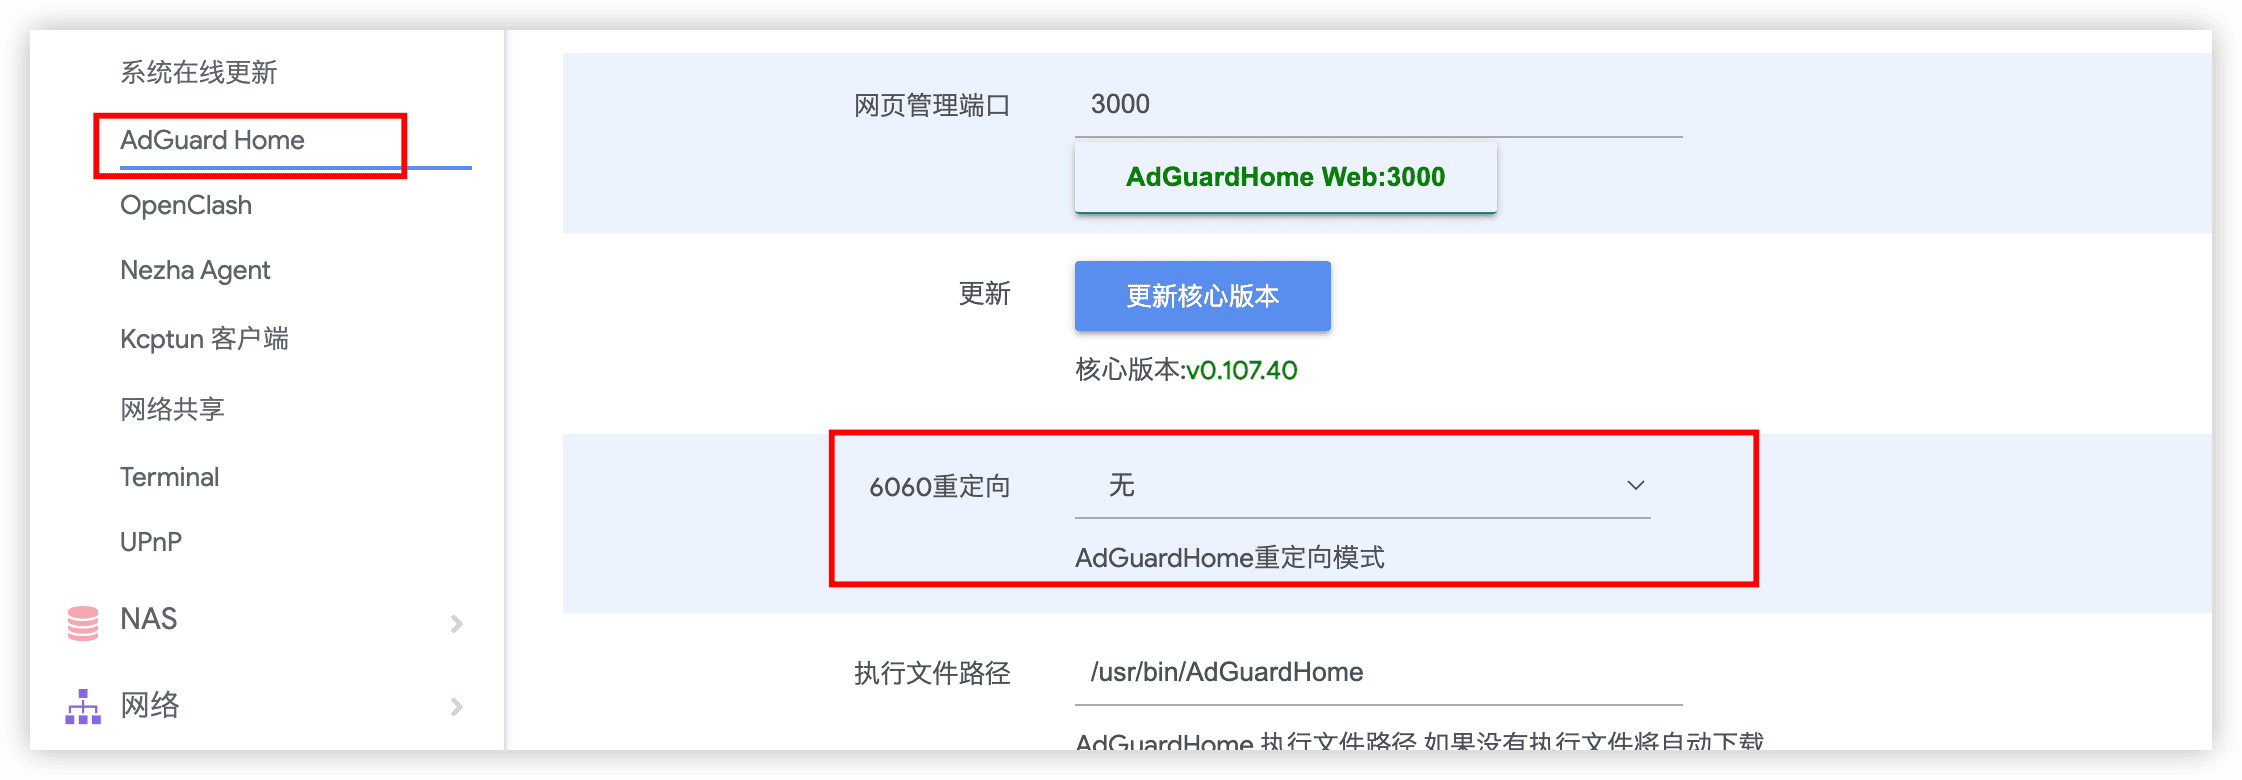 系统在线更新
AdGuard Home
OpenClash
Nezha Agent
Kcptun 客户端
网络共享
Terminal
UPnP
NAS
网络
网页管理端口
3000
AdGuardHome Web:3000
更新
更新核心版本
核心版本:v0.107.40
6060重定向
无
AdGuardHome重定向模式
执行文件路径
/usr/bin/AdGuardHome
AdGuardHome 执行文件路径 如果没有执行文件将自动下载